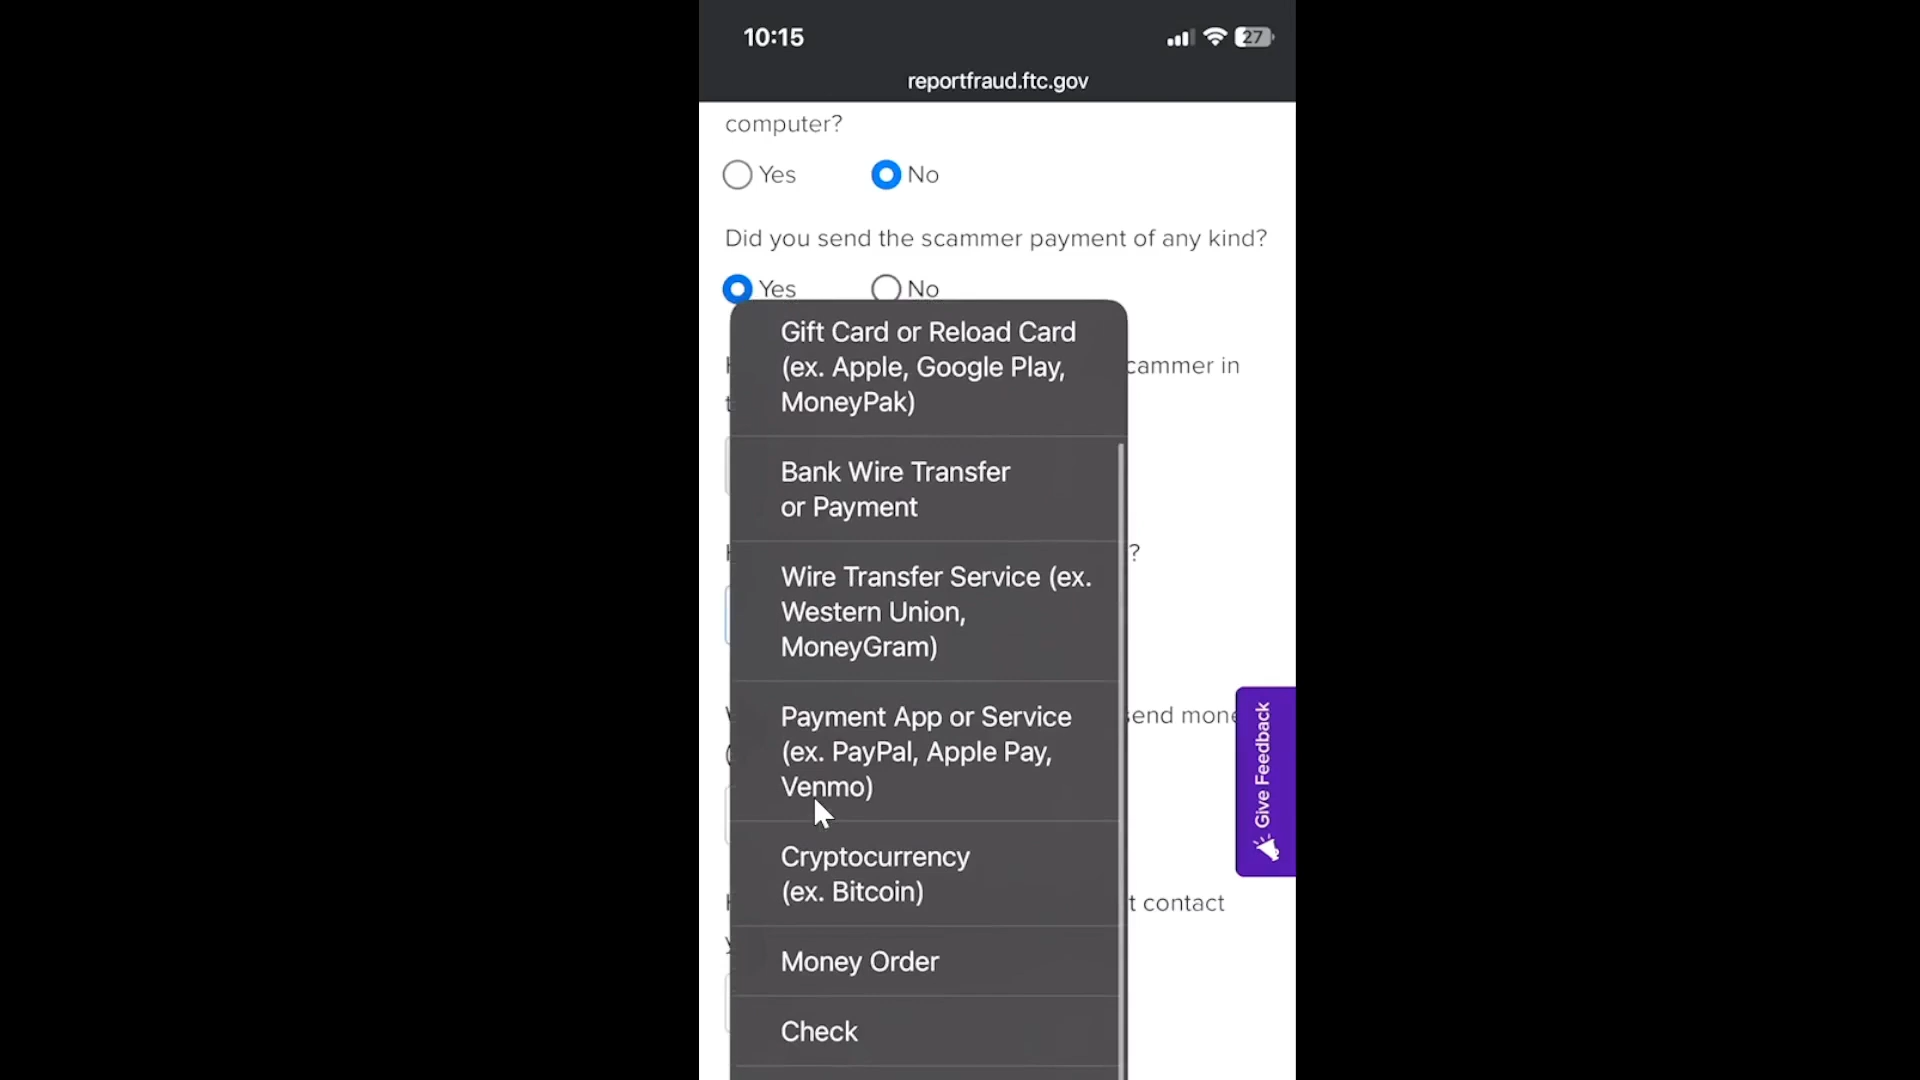 10:15
27
reportfraud.ftc.gov
computer?
Yes
No
Did you send the scammer payment of any kind?
Yes
No
Gift Card or Reload Card
(ex. Apple, Google Play,
MoneyPak)
cammer in
Bank Wire Transfer
or Payment
?
Wire Transfer Service (ex.
Western Union,
MoneyGram)
Payment App or Service
(ex. PayPal, Apple Pay,
Venmo)
send mone
Give Feedback
Cryptocurrency
(ex. Bitcoin)
t contact
Money Order
Check